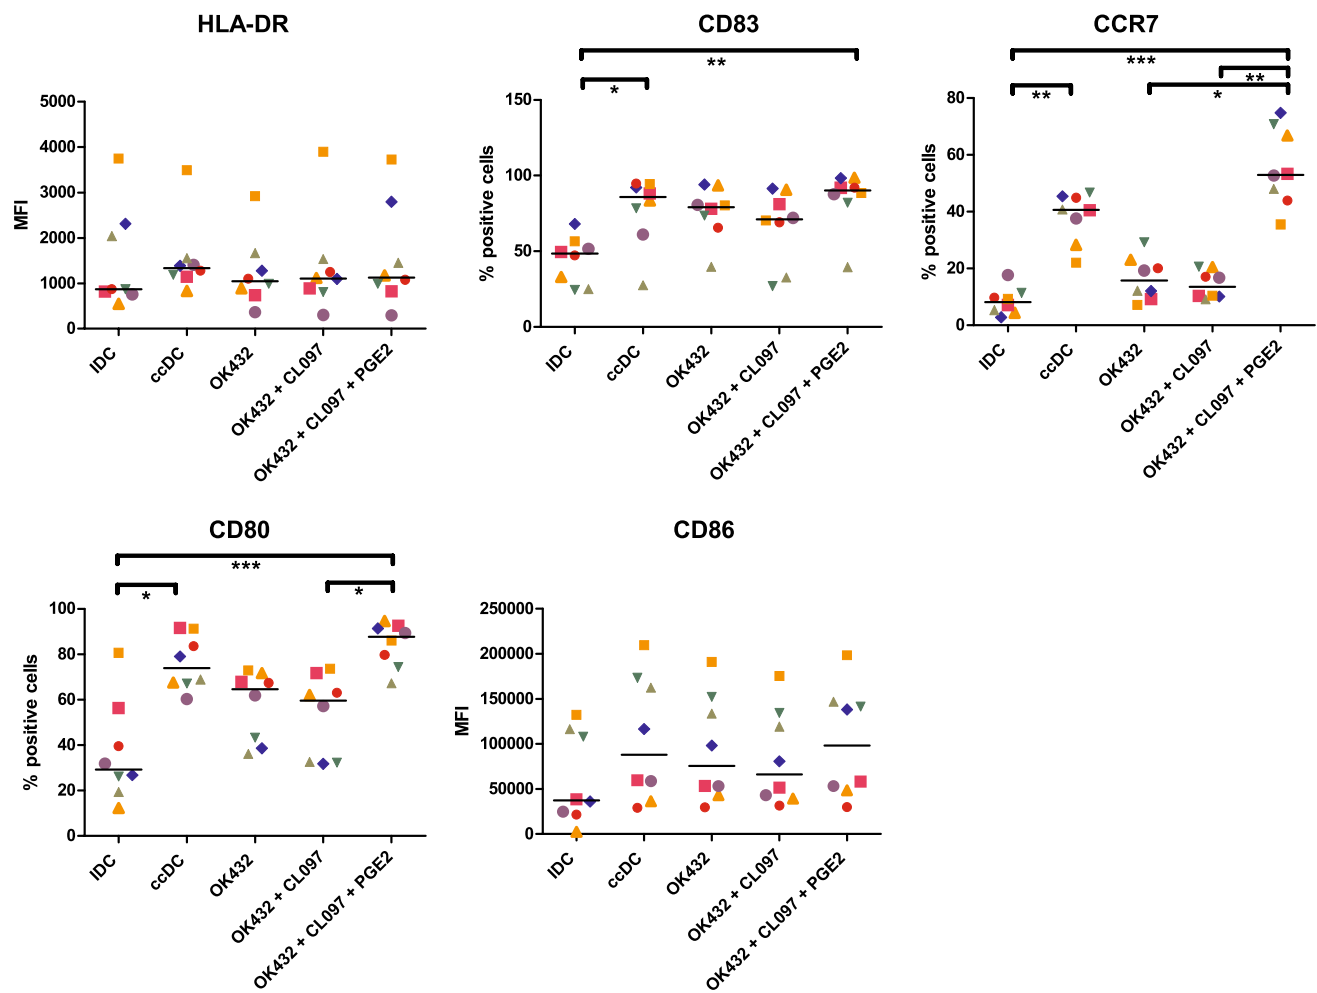 HLA-DR
MFI
5000
4000
3000
2000
1000
0
IDC
ccDC
OK432
OK432 + CL097
OK432 + CL097 + PGE2
CD83
**
*
% positive cells
150
100
50
0
IDC
ccDC
OK432
OK432 + CL097
OK432 + CL097 + PGE2
CCR7
***
**
**
*
% positive cells
80
60
40
20
0
IDC
ccDC
OK432
OK432 + CL097
OK432 + CL097 + PGE2
CD80
***
*
*
% positive cells
100
80
60
40
20
0
IDC
ccDC
OK432
OK432 + CL097
OK432 + CL097 + PGE2
CD86
MFI
250000
200000
150000
100000
50000
0
IDC
ccDC
OK432
OK432 + CL097
OK432 + CL097 + PGE2